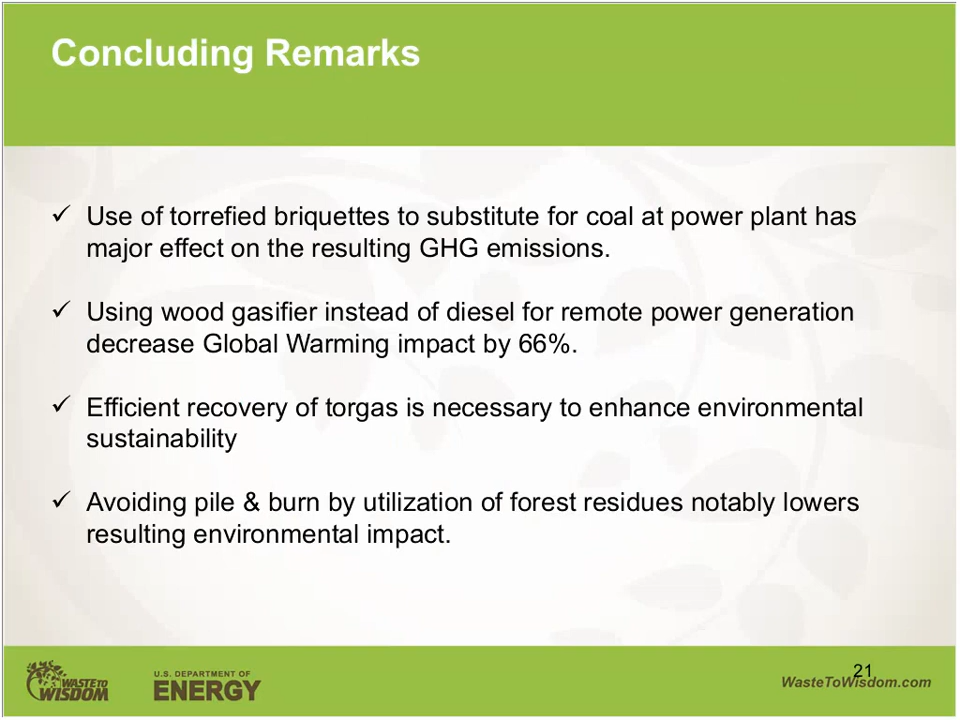 Concluding Remarks
✓ Use of torrefied briquettes to substitute for coal at power plant has
major effect on the resulting GHG emissions.
✓ Using wood gasifier instead of diesel for remote power generation
decrease Global Warming impact by 66%.
✓ Efficient recovery of torgas is necessary to enhance environmental
sustainability
✓ Avoiding pile & burn by utilization of forest residues notably lowers
resulting environmental impact.
WASTE TO
WISDOM
U.S. DEPARTMENT OF
ENERGY
21
WasteToWisdom.com